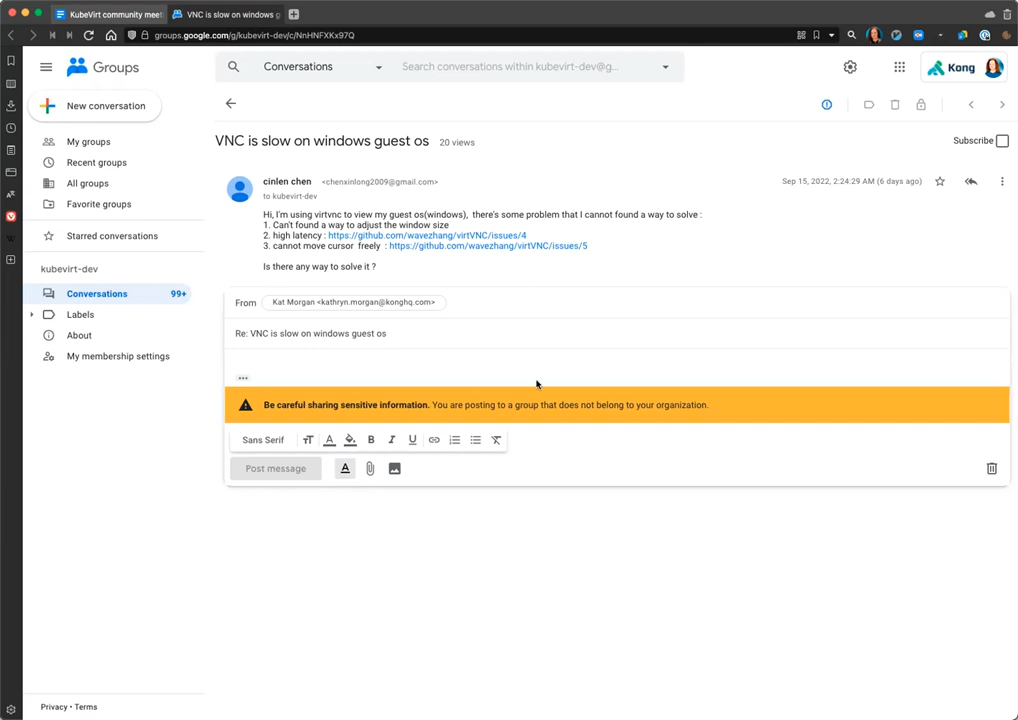 KubeVirt community meet
VNC is slow on windows g
groups.google.com/g/kubevirt-dev/c/NnHNFXKx97Q
Groups
Conversations
Search conversations within kubevirt-dev@g...
Kong
New conversation
My groups
Recent groups
All groups
Favorite groups
Starred conversations
kubevirt-dev
Conversations 99+
Labels
About
My membership settings
Privacy • Terms
VNC is slow on windows guest os 20 views
Subscribe
cinlen chen <chenxinlong2009@gmail.com>
Sep 15, 2022, 2:24:29 AM (6 days ago)
to kubevirt-dev
Hi, I'm using virtvnc to view my guest os(windows), there's some problem that I cannot found a way to solve :
1. Can't found a way to adjust the window size
2. high latency : https://github.com/wavezhang/virtVNC/issues/4
3. cannot move cursor freely : https://github.com/wavezhang/virtVNC/issues/5
Is there any way to solve it ?
From Kat Morgan <kathryn.morgan@konghq.com>
Re: VNC is slow on windows guest os
Be careful sharing sensitive information. You are posting to a group that does not belong to your organization.
Sans Serif
Post message